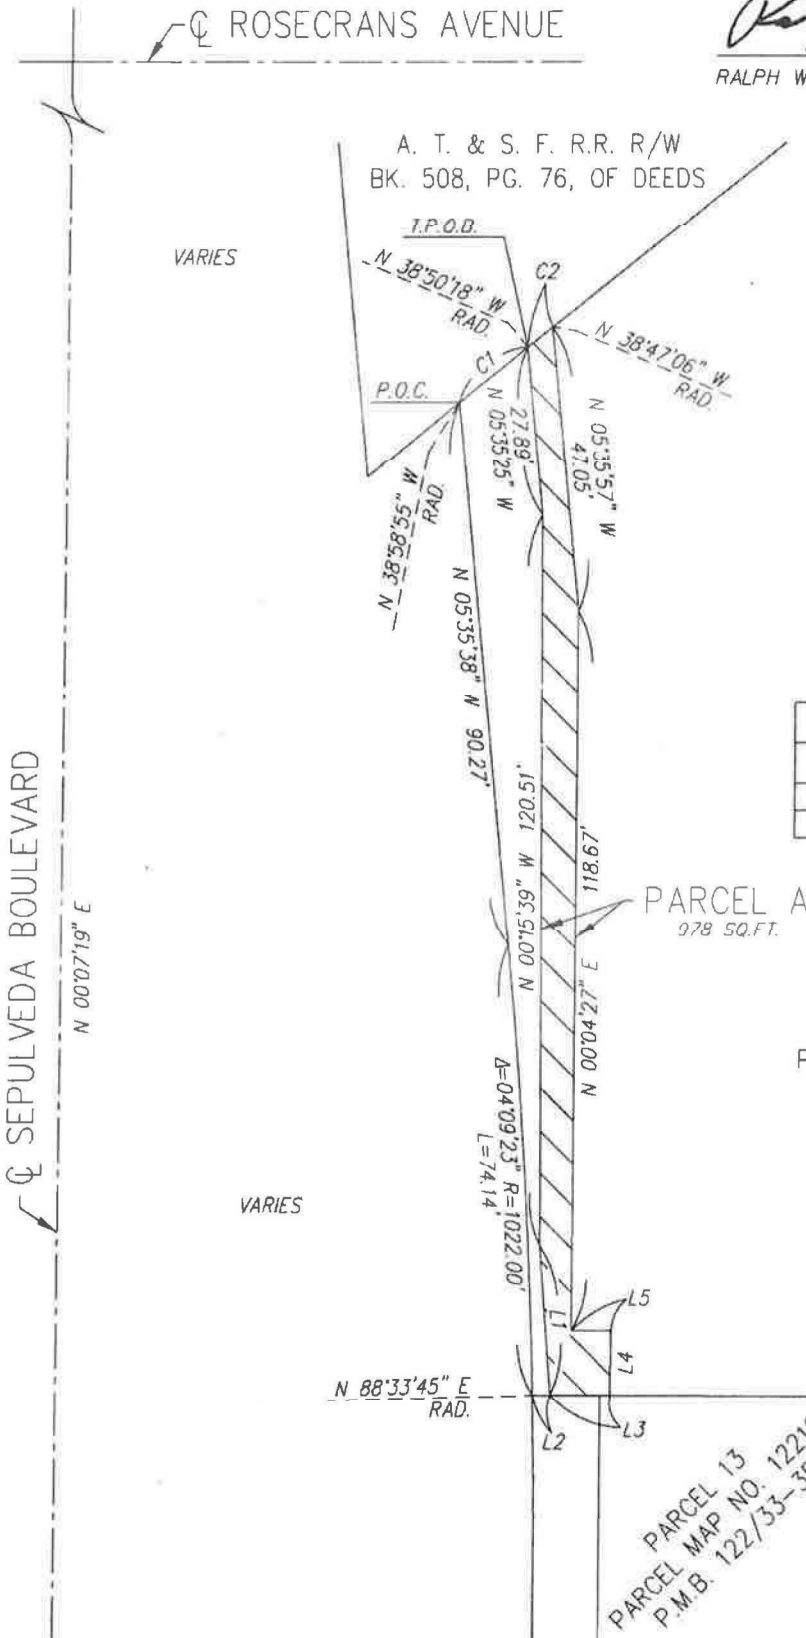 ℄ ROSECRANS AVENUE
RALPH W
A. T. & S. F. R.R. R/W
BK. 508, PG. 76, OF DEEDS
VARIES
T.P.O.B.
C2
N 38°50'18" W
RAD.
N 38°47'06" W
RAD.
C1
P.O.C.
N 38°58'55" W
RAD.
N 05°35'25" W
27.89'
N 05°35'57" W
47.05'
N 05°35'38" N 90.27'
N 00°15'39" W 120.51'
118.67'
N 00°04'27" E
PARCEL A
978 SQ.FT.
℄ SEPULVEDA BOULEVARD
N 00°07'19" E
Δ=04°09'23" R=1022.00'
L=74.14'
VARIES
L1
L5
L4
N 88°33'45" E
RAD.
L2
L3
PARCEL 13
PARCEL MAP NO. 1221
P.M.B. 122/33-35